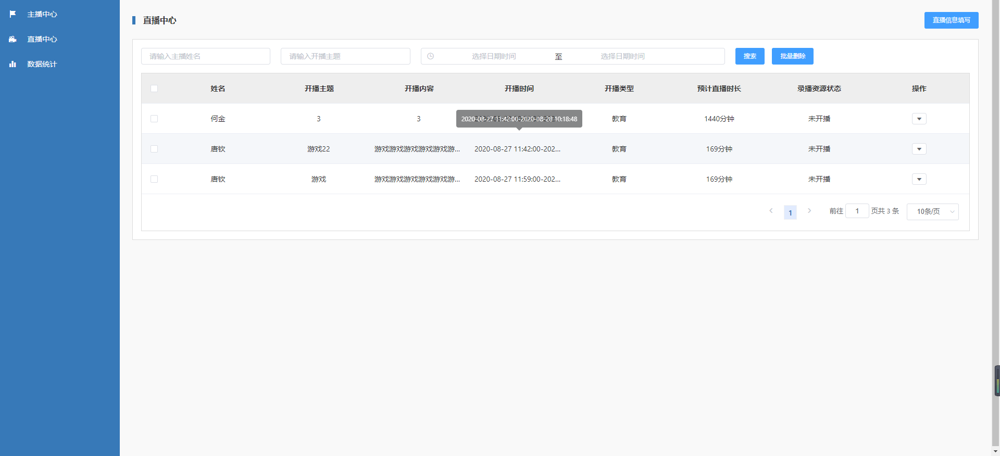 主播中心
直播中心
数据统计
直播中心
直播信息填写
请输入主播姓名 请输入开播主题 选择日期时间 至 选择日期时间 搜索 批量删除
姓名 开播主题 开播内容 开播时间 开播类型 预计直播时长 录播资源状态 操作
何金 3 3 教育 1440分钟 未开播
2020-08-27 11:42:00-2020-08-28 10:18:48
唐钦 游戏22 游戏游戏游戏游戏游戏游... 2020-08-27 11:42:00-202... 教育 169分钟 未开播
唐钦 游戏 游戏游戏游戏游戏游戏游... 2020-08-27 11:59:00-202... 教育 169分钟 未开播
1 前往 1 页共 3 条 10条/页